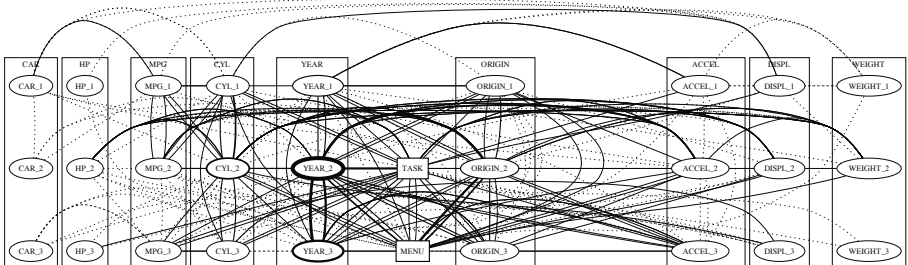 CAR HP MPG CYL YEAR ORIGIN ACCEL DISPL WEIGHT
CAR_1 HP_1 MPG_1 CYL_1 YEAR_1 ORIGIN_1 ACCEL_1 DISPL_1 WEIGHT_1
CAR_2 HP_2 MPG_2 CYL_2 YEAR_2 TASK ORIGIN_2 ACCEL_2 DISPL_2 WEIGHT_2
CAR_3 HP_3 MPG_3 CYL_3 YEAR_3 MENU ORIGIN_3 ACCEL_3 DISPL_3 WEIGHT_3